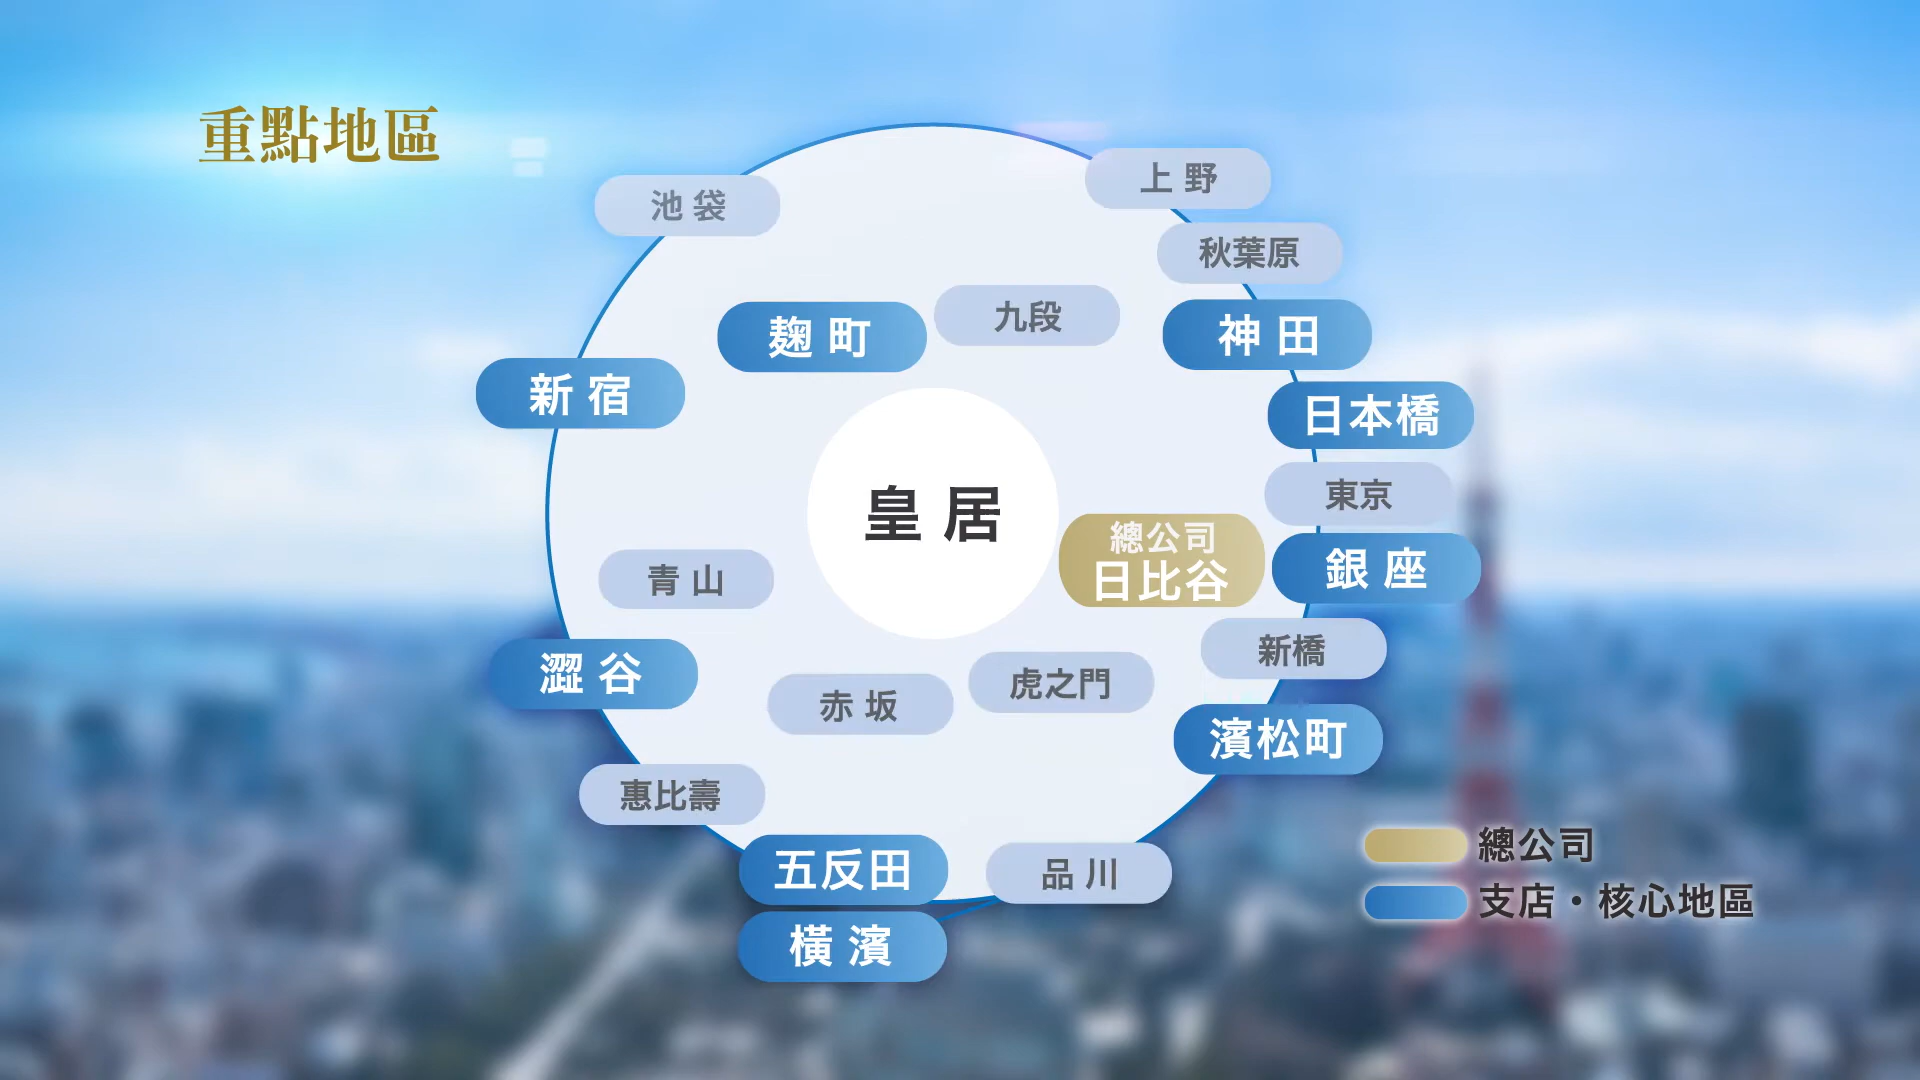 重點地區
池袋
上野
秋葉原
九段
麹町
神田
新宿
日本橋
東京
皇居
總公司
日比谷
銀座
青山
新橋
澀谷
虎之門
赤坂
濱松町
惠比壽
五反田
品川
橫濱
總公司
支店・核心地區